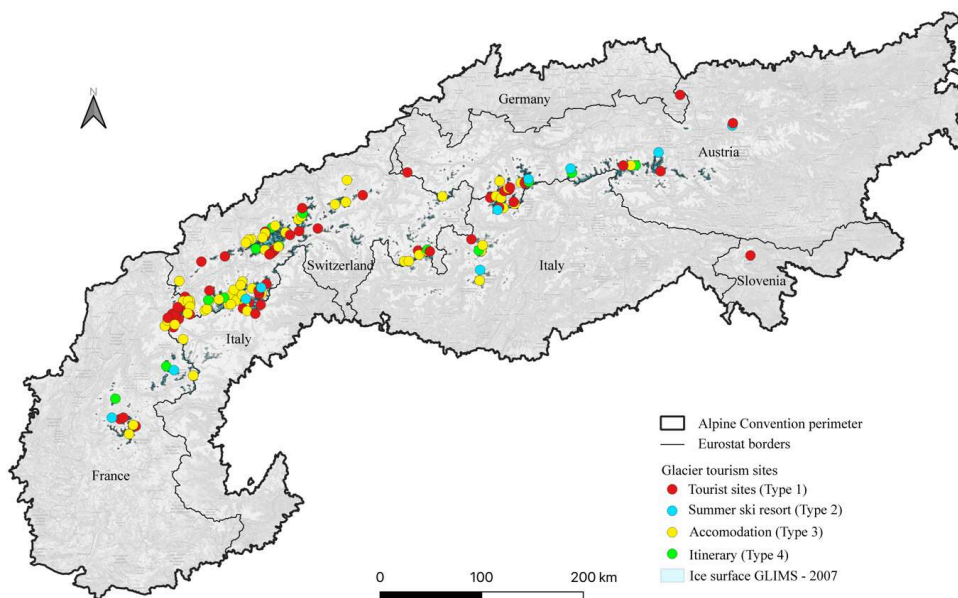 N
Germany
Austria
Switzerland
Italy
Slovenia
Italy
France
Alpine Convention perimeter
Eurostat borders
Glacier tourism sites
Tourist sites (Type 1)
Summer ski resort (Type 2)
Accomodation (Type 3)
Itinerary (Type 4)
Ice surface GLIMS - 2007
0 100 200 km